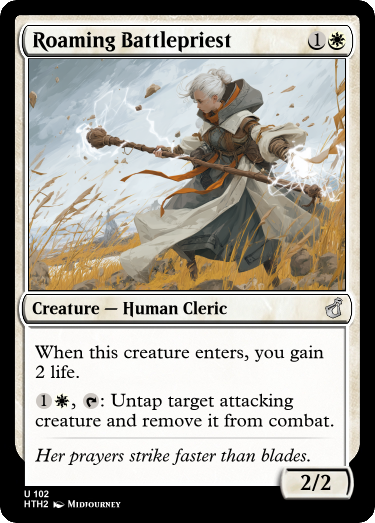 Roaming Battlepriest 1
Creature — Human Cleric
When this creature enters, you gain
2 life.
1 , : Untap target attacking
creature and remove it from combat.
Her prayers strike faster than blades.
2/2
U 102
HTH2 Midjourney